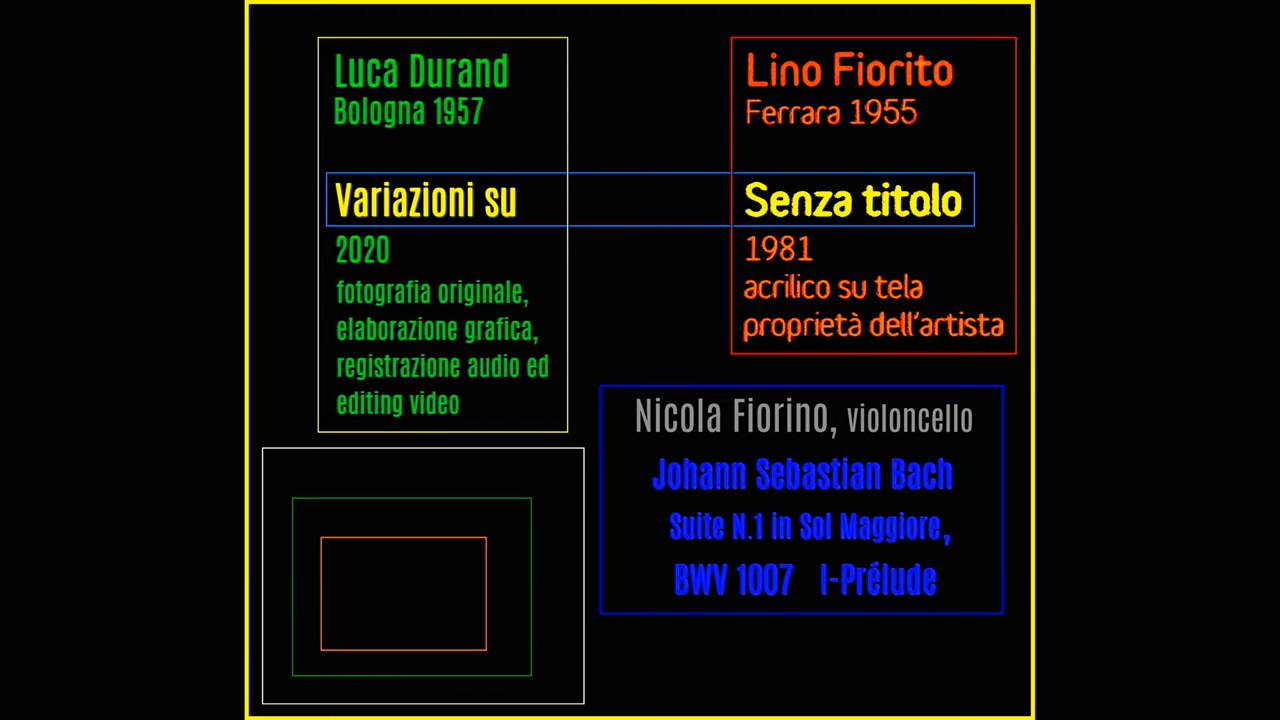 Luca Durand
Bologna 1957
Lino Fiorito
Ferrara 1955
Variazioni su Senza titolo
2020
fotografia originale,
elaborazione grafica,
registrazione audio ed
editing video
1981
acrilico su tela
proprietà dell'artista
Nicola Fiorino, violoncello
Johann Sebastian Bach
Suite N.1 in Sol Maggiore,
BWV 1007 I-Prélude